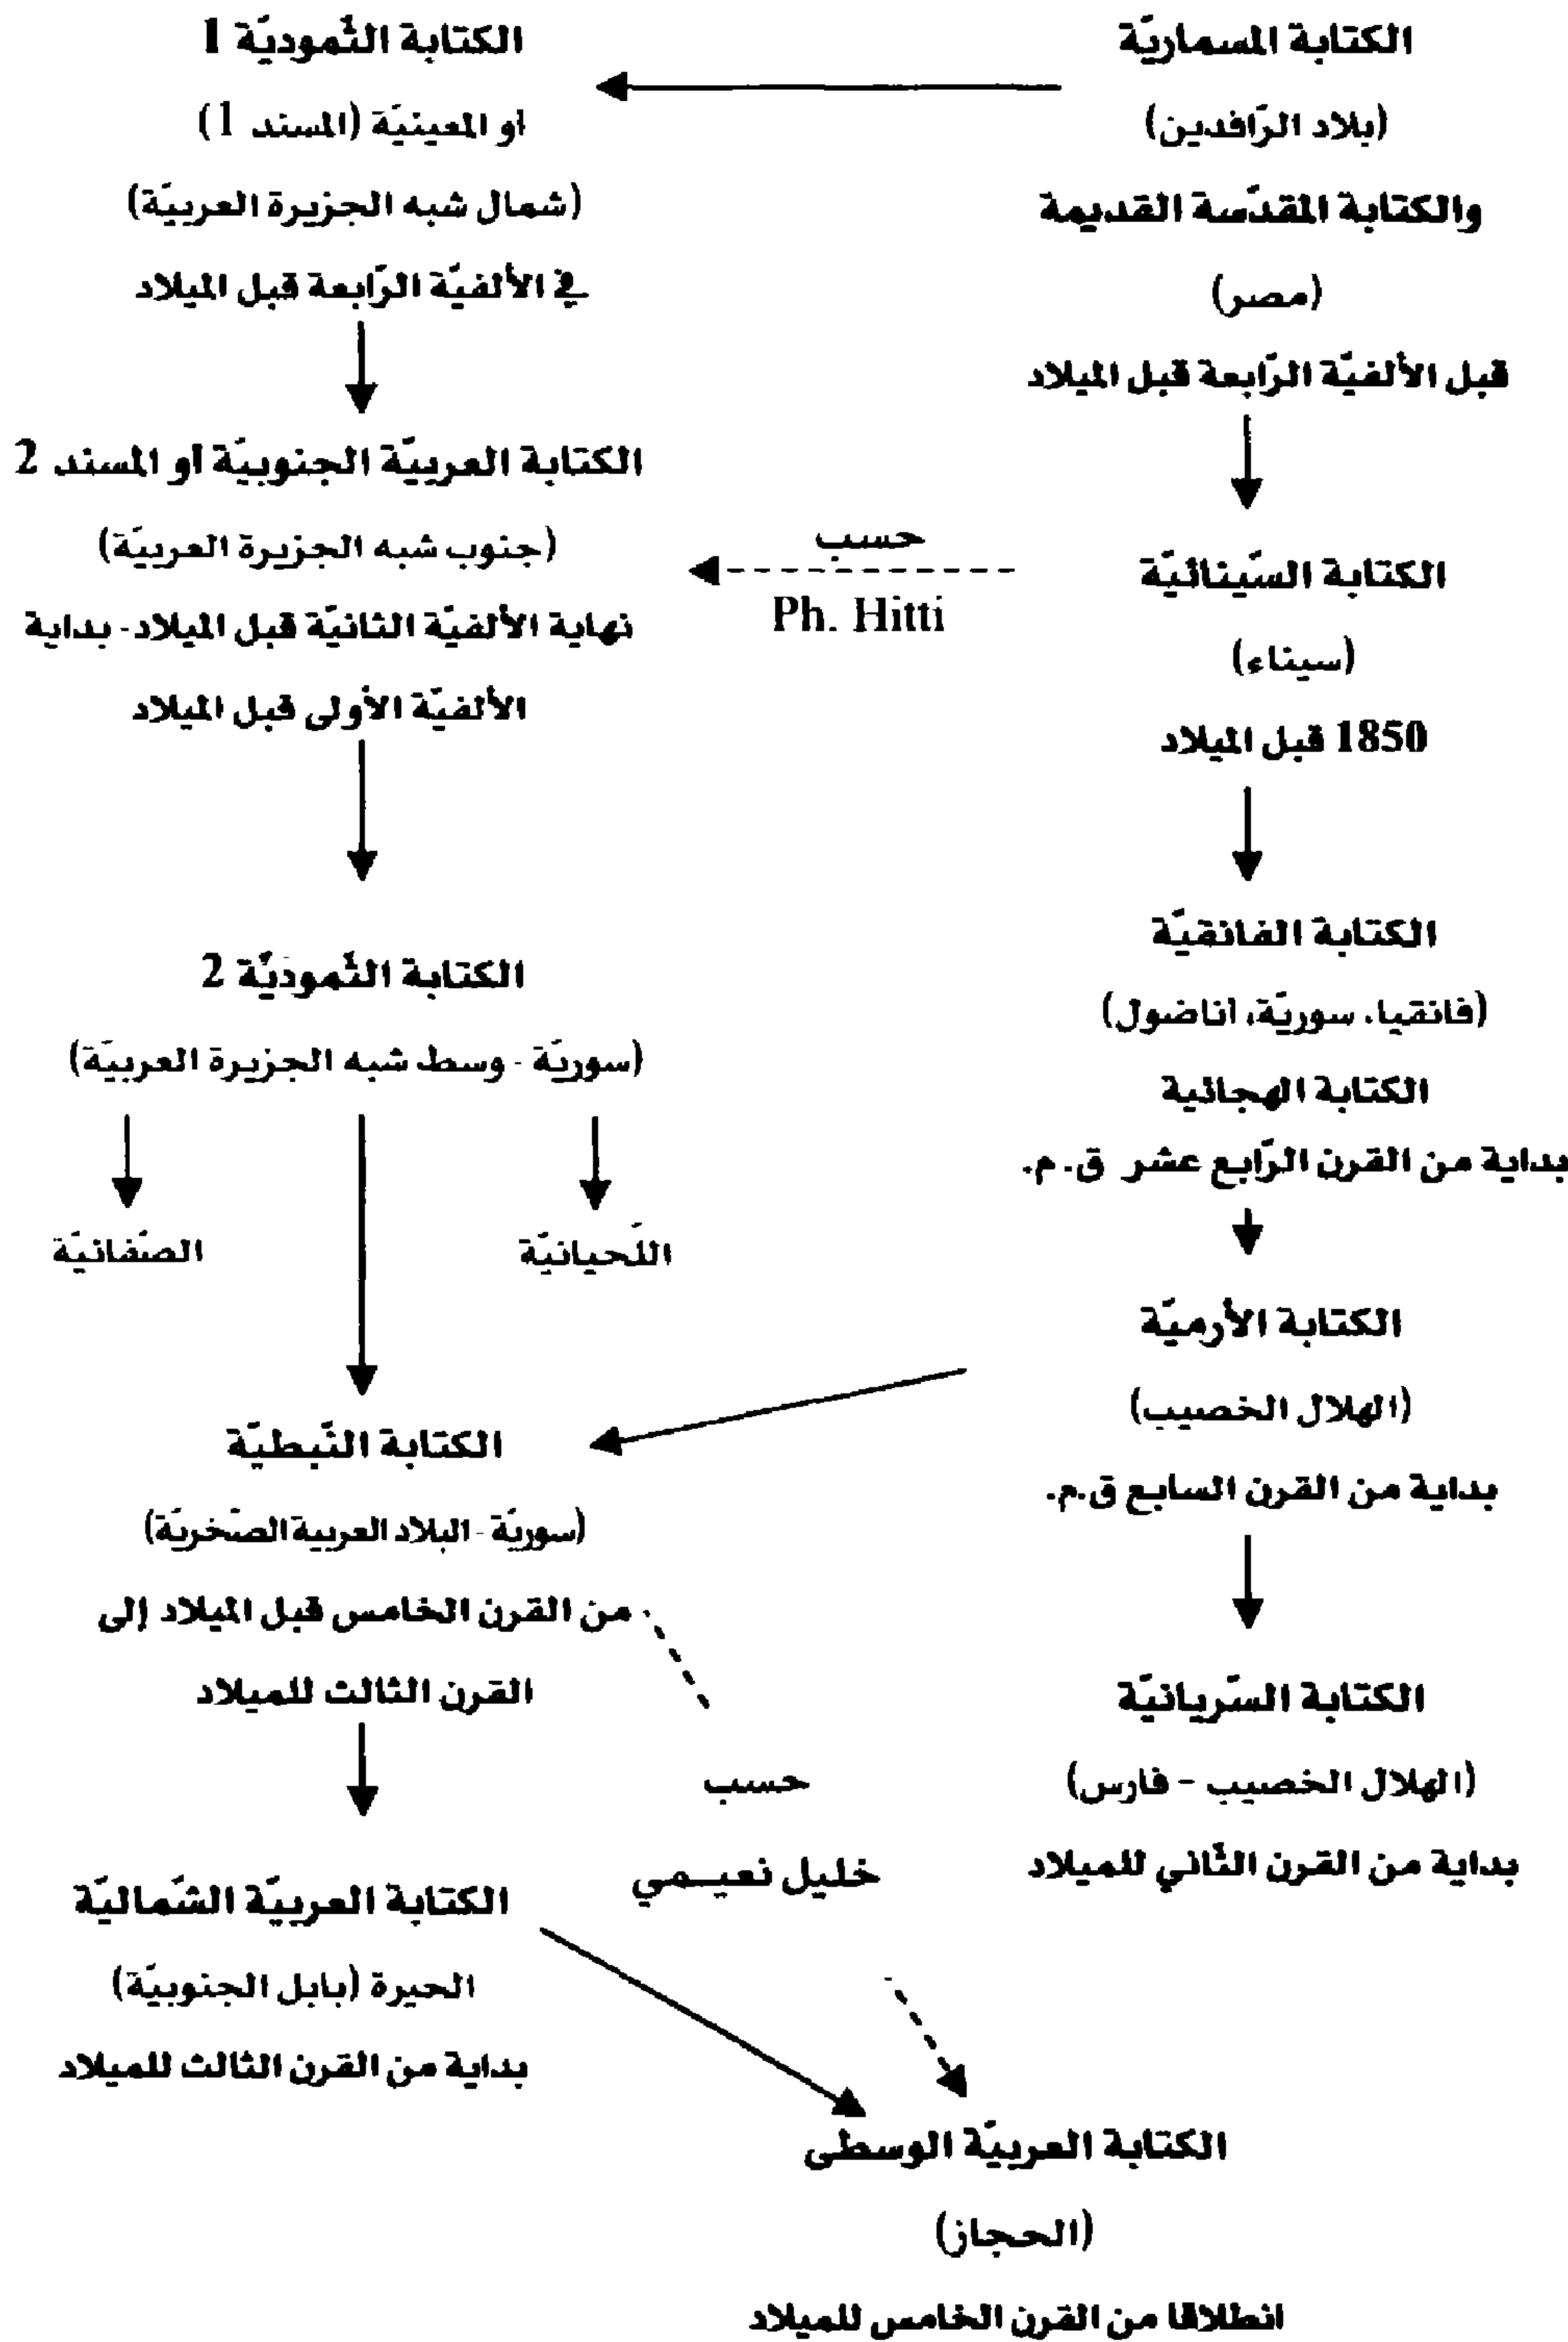 الكتابة المسماريّة
(بلاد الرّافدين)
والكتابة المقدّسة القديمة
(مصر)
قبل الألفيّة الرّابعة قبل الميلاد
الكتابة السّينائيّة
(سيناء)
1850 قبل الميلاد
الكتابة الفانقيّة
(فانقيا، سوريّة، اناضول)
الكتابة الهجائية
بداية من القرن الرّابع عشر ق. م.
الكتابة الأرميّة
(الهلال الخصيب)
بداية من القرن السابع ق.م.
الكتابة السّريانيّة
(الهلال الخصيب - فارس)
بداية من القرن الثّاني للميلاد
حسب
Ph. Hitti
الكتابة الثّموديّة 1
او المعينيّة (المسند 1)
(شمال شبه الجزيرة العربيّة)
في الألفيّة الرّابعة قبل الميلاد
الكتابة العربيّة الجنوبيّة او المسند 2
(جنوب شبه الجزيرة العربيّة)
نهاية الألفيّة الثانيّة قبل الميلاد - بداية
الألفيّة الأولى قبل الميلاد
الكتابة الثّموديّة 2
(سوريّة - وسط شبه الجزيرة العربيّة)
اللّحيانيّة
الصّفانيّة
الكتابة النّبطيّة
(سوريّة - البلاد العربية الصّخريّة)
من القرن الخامس قبل الميلاد إلى
القرن الثالث للميلاد
حسب
خليل نعيمي
الكتابة العربيّة الشّماليّة
الحيرة (بابل الجنوبيّة)
بداية من القرن الثالث للميلاد
الكتابة العربيّة الوسطى
(الحجاز)
انطلاقا من القرن الخامس للميلاد